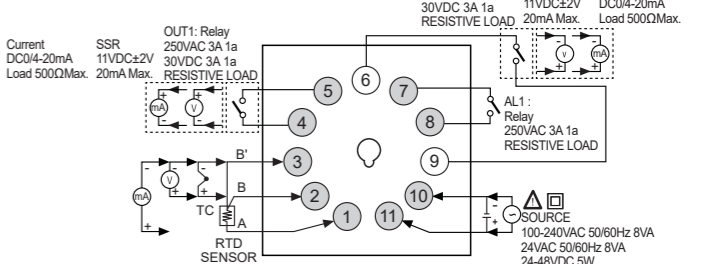 30VDC 3A 1a
RESISTIVE LOAD
11VDC±2V
20mA Max.
DC0/4-20mA
Load 500ΩMax.
Current
DC0/4-20mA
Load 500ΩMax.
SSR
11VDC±2V
20mA Max.
OUT1: Relay
250VAC 3A 1a
30VDC 3A 1a
RESISTIVE LOAD
- +
mA
- +
V
- +
V
- +
mA
5
6
7
4
8
3
9
2
10
1
11
AL1 :
Relay
250VAC 3A 1a
RESISTIVE LOAD
B'
B
A
TC
RTD
SENSOR
mA
V
- +
- +
- +
- +
SOURCE
100-240VAC 50/60Hz 8VA
24VAC 50/60Hz 8VA
24-48VDC 5W